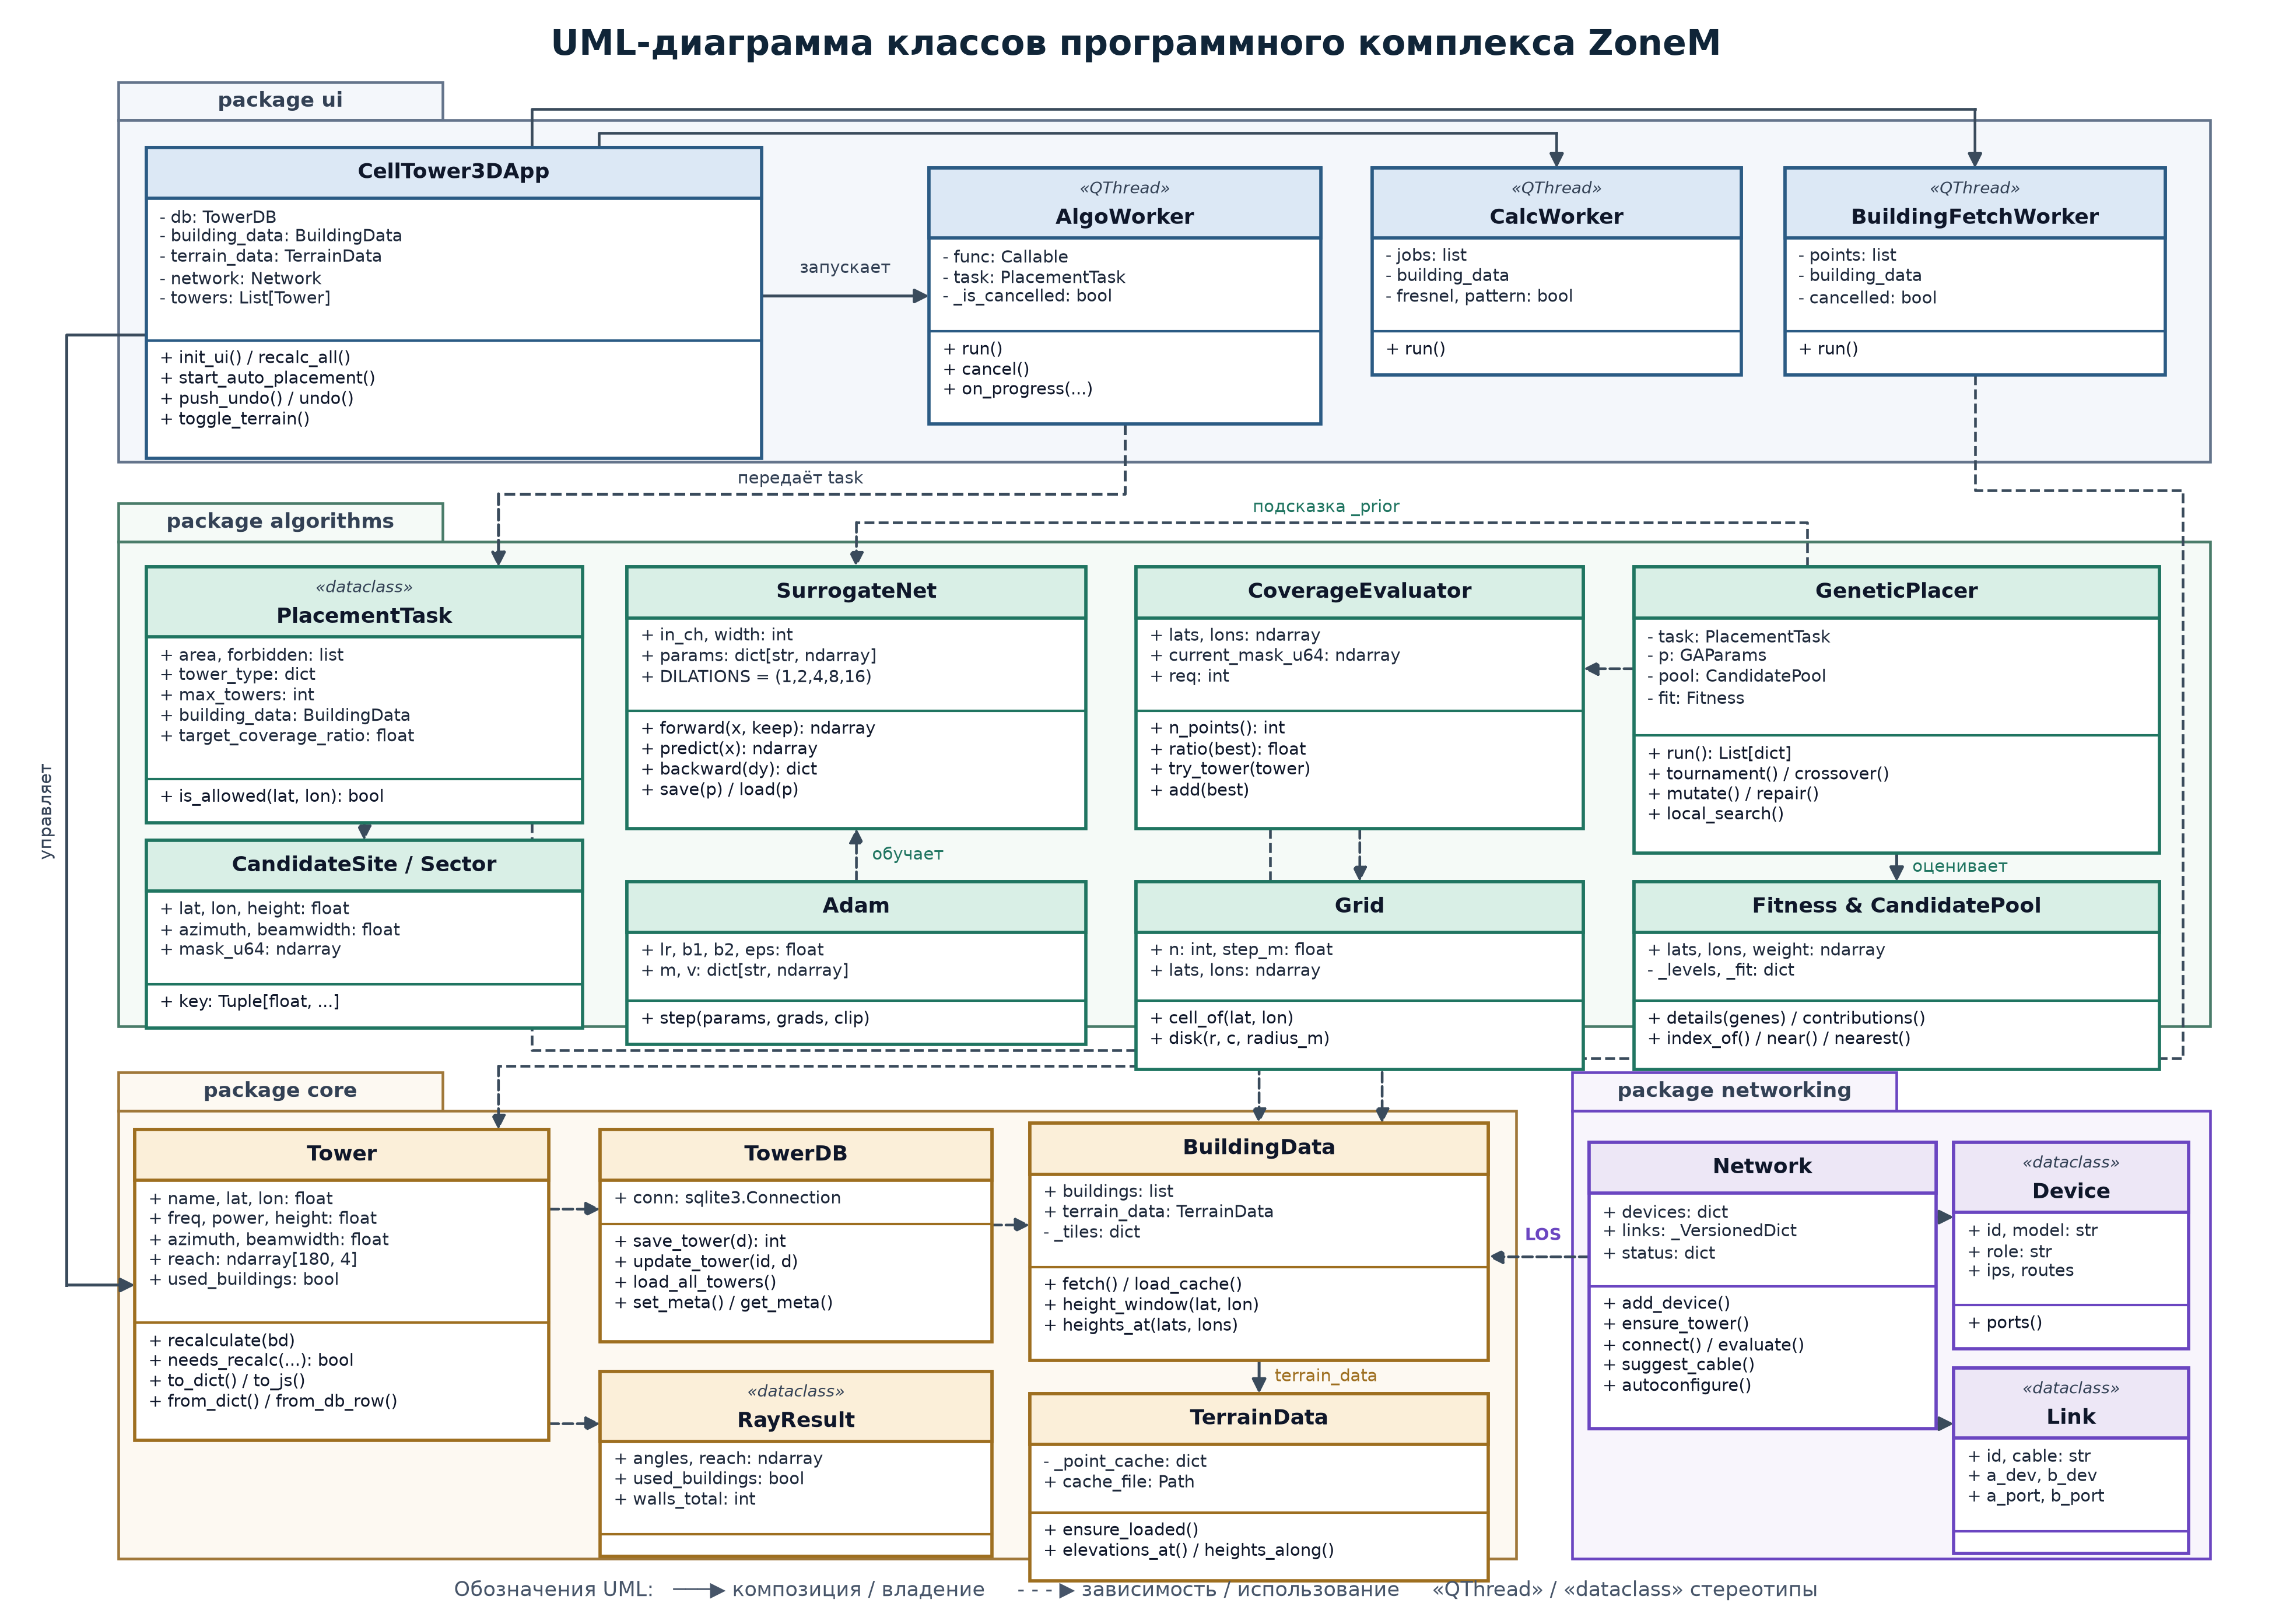 UML-диаграмма классов программного комплекса ZoneM
package ui
CellTower3DApp
- db: TowerDB
- building_data: BuildingData
- terrain_data: TerrainData
- network: Network
- towers: List[Tower]
+ init_ui() / recalc_all()
+ start_auto_placement()
+ push_undo() / undo()
+ toggle_terrain()
запускает
«QThread»
AlgoWorker
- func: Callable
- task: PlacementTask
- _is_cancelled: bool
+ run()
+ cancel()
+ on_progress(...)
«QThread»
CalcWorker
- jobs: list
- building_data
- fresnel, pattern: bool
+ run()
«QThread»
BuildingFetchWorker
- points: list
- building_data
- cancelled: bool
+ run()
передаёт task
подсказка _prior
управляет
package algorithms
«dataclass»
PlacementTask
+ area, forbidden: list
+ tower_type: dict
+ max_towers: int
+ building_data: BuildingData
+ target_coverage_ratio: float
+ is_allowed(lat, lon): bool
SurrogateNet
+ in_ch, width: int
+ params: dict[str, ndarray]
+ DILATIONS = (1,2,4,8,16)
+ forward(x, keep): ndarray
+ predict(x): ndarray
+ backward(dy): dict
+ save(p) / load(p)
CoverageEvaluator
+ lats, lons: ndarray
+ current_mask_u64: ndarray
+ req: int
+ n_points(): int
+ ratio(best): float
+ try_tower(tower)
+ add(best)
GeneticPlacer
- task: PlacementTask
- p: GAParams
- pool: CandidatePool
- fit: Fitness
+ run(): List[dict]
+ tournament() / crossover()
+ mutate() / repair()
+ local_search()
обучает
оценивает
CandidateSite / Sector
+ lat, lon, height: float
+ azimuth, beamwidth: float
+ mask_u64: ndarray
+ key: Tuple[float, ...]
Adam
+ lr, b1, b2, eps: float
+ m, v: dict[str, ndarray]
+ step(params, grads, clip)
Grid
+ n: int, step_m: float
+ lats, lons: ndarray
+ cell_of(lat, lon)
+ disk(r, c, radius_m)
Fitness & CandidatePool
+ lats, lons, weight: ndarray
- _levels, _fit: dict
+ details(genes) / contributions()
+ index_of() / near() / nearest()
package core
Tower
+ name, lat, lon: float
+ freq, power, height: float
+ azimuth, beamwidth: float
+ reach: ndarray[180, 4]
+ used_buildings: bool
+ recalculate(bd)
+ needs_recalc(...): bool
+ to_dict() / to_js()
+ from_dict() / from_db_row()
TowerDB
+ conn: sqlite3.Connection
+ save_tower(d): int
+ update_tower(id, d)
+ load_all_towers()
+ set_meta() / get_meta()
«dataclass»
RayResult
+ angles, reach: ndarray
+ used_buildings: bool
+ walls_total: int
BuildingData
+ buildings: list
+ terrain_data: TerrainData
- _tiles: dict
+ fetch() / load_cache()
+ height_window(lat, lon)
+ heights_at(lats, lons)
terrain_data
TerrainData
- _point_cache: dict
+ cache_file: Path
+ ensure_loaded()
+ elevations_at() / heights_along()
LOS
package networking
Network
+ devices: dict
+ links: _VersionedDict
+ status: dict
+ add_device()
+ ensure_tower()
+ connect() / evaluate()
+ suggest_cable()
+ autoconfigure()
«dataclass»
Device
+ id, model: str
+ role: str
+ ips, routes
+ ports()
«dataclass»
Link
+ id, cable: str
+ a_dev, b_dev
+ a_port, b_port
Обозначения UML: ──▶ композиция / владение - - - ▶ зависимость / использование «QThread» / «dataclass» стереотипы